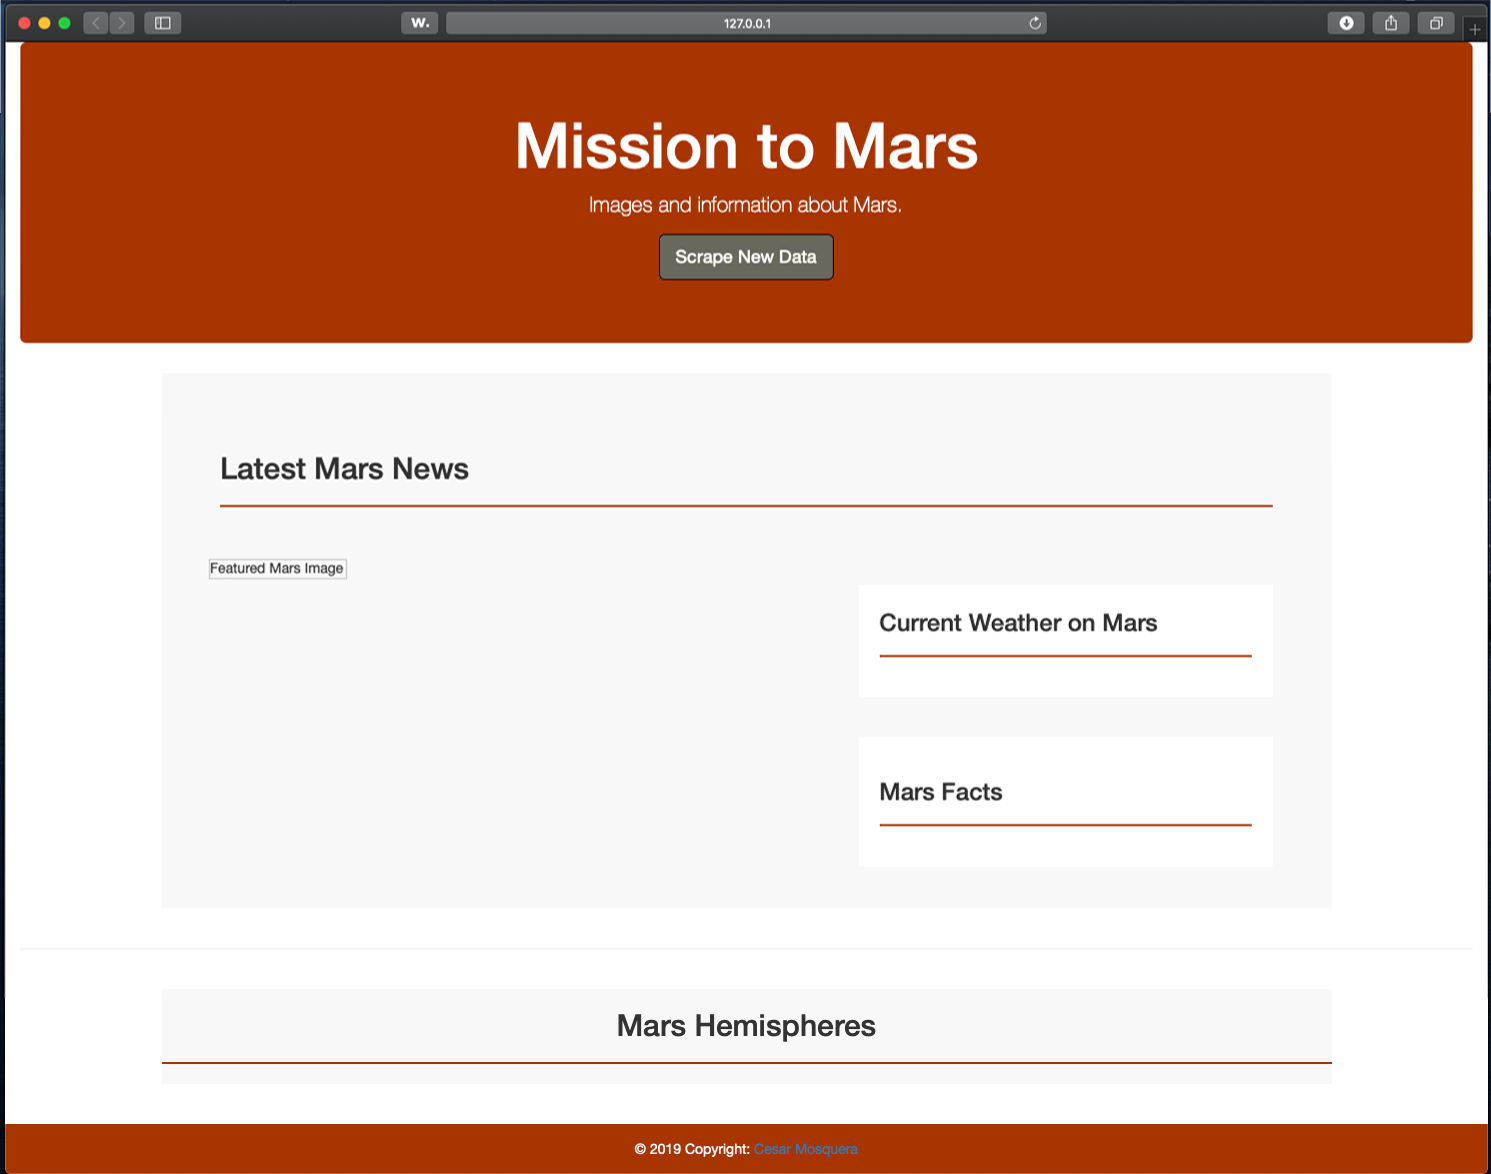 W.
127.0.0.1
Mission to Mars
Images and information about Mars.
Scrape New Data
Latest Mars News
Featured Mars Image
Current Weather on Mars
Mars Facts
Mars Hemispheres
© 2019 Copyright: Cesar Mosquera